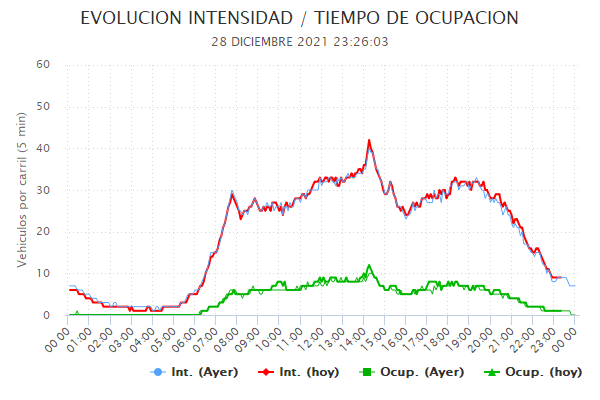 EVOLUCION INTENSIDAD / TIEMPO DE OCUPACION
28 DICIEMBRE 2021 23:26:03
Vehiculos por carril (5 min)
60
50
40
30
20
10
0
00:00 01:00 02:00 03:00 04:00 05:00 06:00 07:00 08:00 09:00 10:00 11:00 12:00 13:00 14:00 15:00 16:00 17:00 18:00 19:00 20:00 21:00 22:00 23:00 00:00
Int. (Ayer) Int. (hoy) Ocup. (Ayer) Ocup. (hoy)